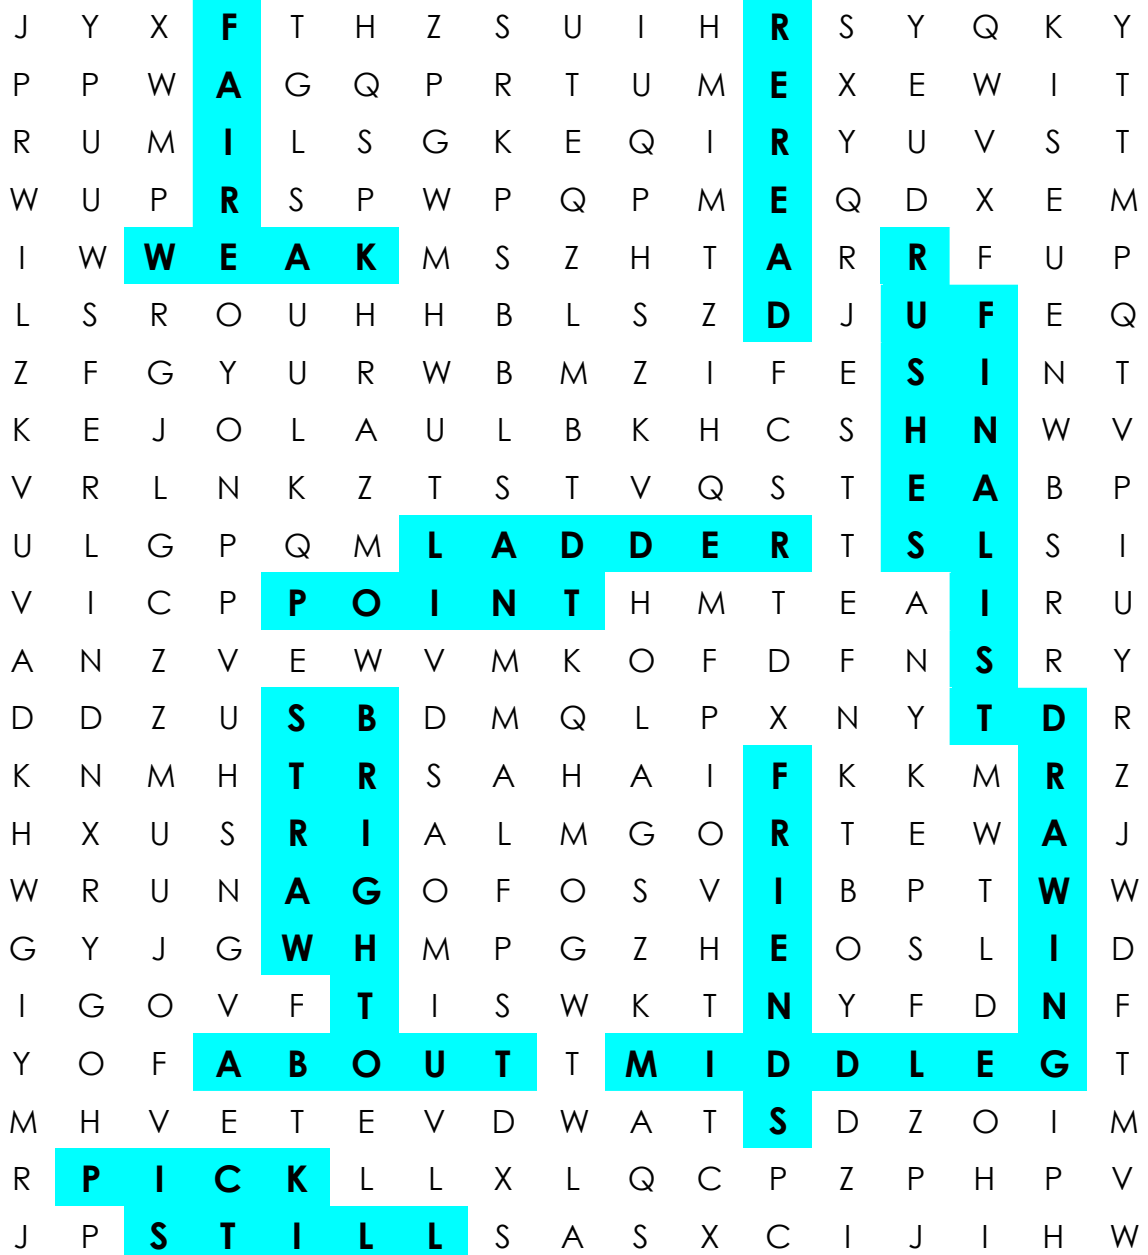 J Y X F T H Z S U I H R S Y Q K Y
P P W A G Q P R T U M E X E W I T
R U M I L S G K E Q I R Y U V S T
W U P R S P W P Q P M E Q D X E M
I W W E A K M S Z H T A R R F U P
L S R O U H H B L S Z D J U F E Q
Z F G Y U R W B M Z I F E S I N T
K E J O L A U L B K H C S H N W V
V R L N K Z T S T V Q S T E A B P
U L G P Q M L A D D E R T S L S I
V I C P P O I N T H M T E A I R U
A N Z V E W V M K O F D F N S R Y
D D Z U S B D M Q L P X N Y T D R
K N M H T R S A H A I F K K M R Z
H X U S R I A L M G O R T E W A J
W R U N A G O F O S V I B P T W W
G Y J G W H M P G Z H E O S L I D
I G O V F T I S W K T N Y F D N F
Y O F A B O U T T M I D D L E G T
M H V E T E V D W A T S D Z O I M
R P I C K L L X L Q C P Z P H P V
J P S T I L L S A S X C I J I H W